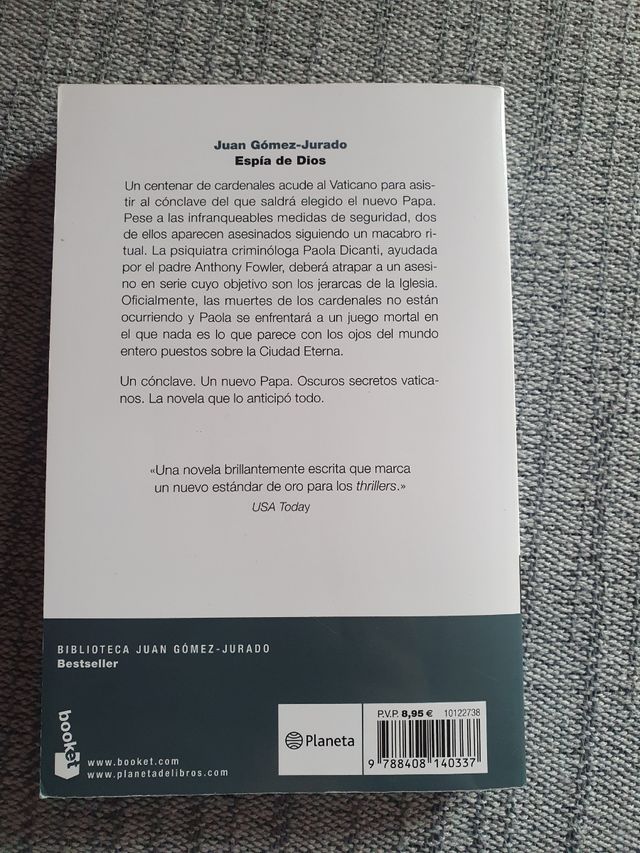 Juan Gómez-Jurado
Espía de Dios
Un centenar de cardenales acude al Vaticano para asis-
tir al cónclave del que saldrá elegido el nuevo Papa.
Pese a las infranqueables medidas de seguridad, dos
de ellos aparecen asesinados siguiendo un macabro ri-
tual. La psiquiatra criminóloga Paola Dicanti, ayudada
por el padre Anthony Fowler, deberá atrapar a un asesi-
no en serie cuyo objetivo son los jerarcas de la Iglesia.
Oficialmente, las muertes de los cardenales no están
ocurriendo y Paola se enfrentará a un juego mortal en
el que nada es lo que parece con los ojos del mundo
entero puestos sobre la Ciudad Eterna.
Un cónclave. Un nuevo Papa. Oscuros secretos vatica-
nos. La novela que lo anticipó todo.
«Una novela brillantemente escrita que marca
un nuevo estándar de oro para los thrillers.»
USA Today
BIBLIOTECA JUAN GÓMEZ-JURADO
Bestseller
booket
www.booket.com
www.planetadelibros.com
Planeta
P.V.P. 8,95 € 10122738
9 788408 140337